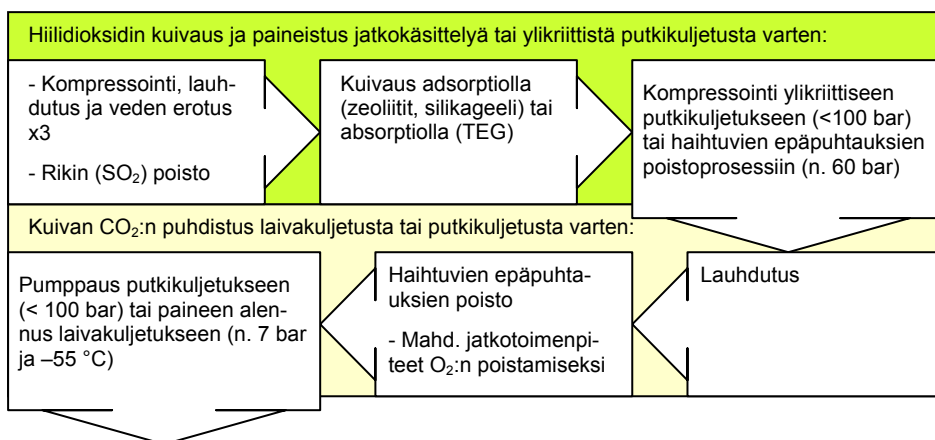 Hiilidioksidin kuivaus ja paineistus jatkokäsittelyä tai ylikriittistä putkikuljetusta varten:
- Kompressointi, lauh-
dutus ja veden erotus
x3
- Rikin (SO₂) poisto
Kuivaus adsorptiolla
(zeoliitit, silikageeli) tai
absorptiolla (TEG)
Kompressointi ylikriittiseen
putkikuljetukseen (<100 bar)
tai haihtuvien epäpuhtauksien
poistoprosessiin (n. 60 bar)
Kuivan CO₂:n puhdistus laivakuljetusta tai putkikuljetusta varten:
Lauhdutus
Haihtuvien epäpuhta-
uksien poisto
- Mahd. jatkotoimenpi-
teet O₂:n poistamiseksi
Pumppaus putkikuljetukseen
(< 100 bar) tai paineen alen-
nus laivakuljetukseen (n. 7 bar
ja –55 °C)